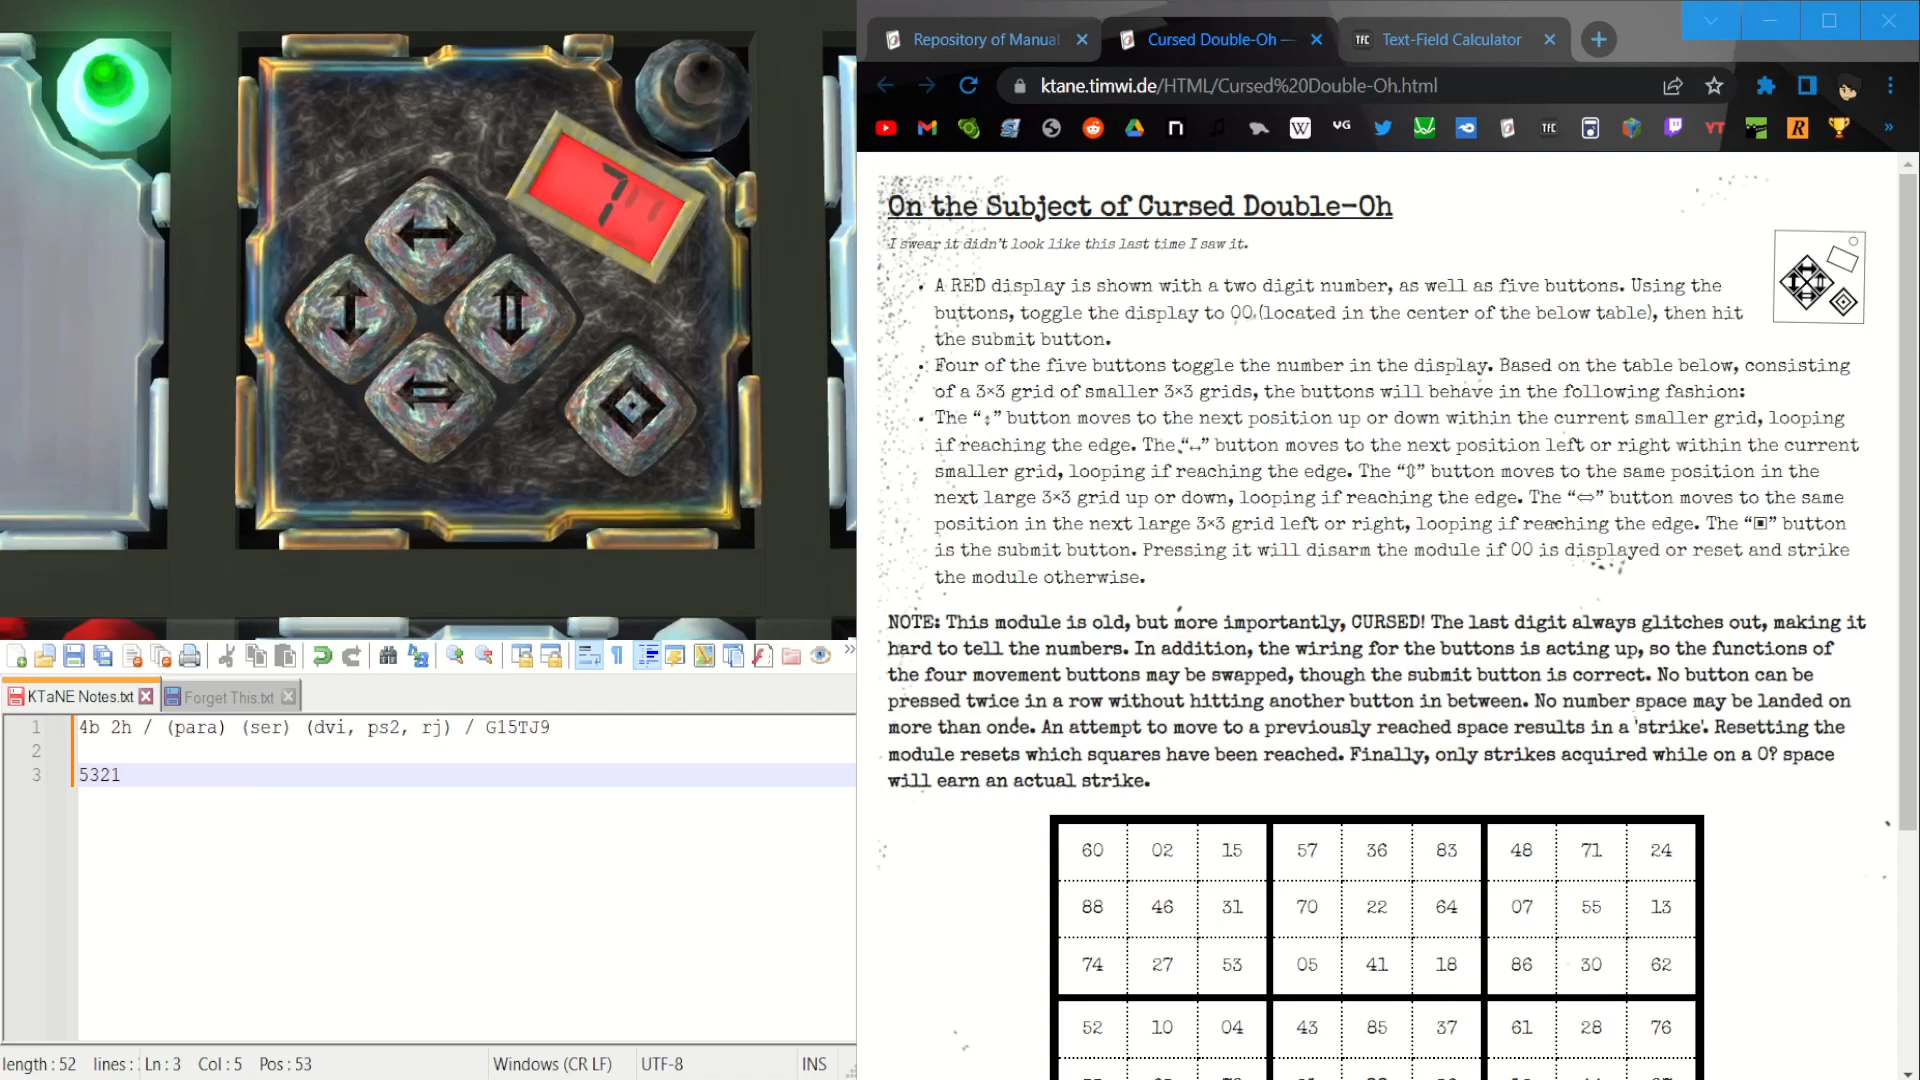 7
Repository of Manual
Cursed Double-Oh —
TFC Text-Field Calculator
ktane.timwi.de/HTML/Cursed%20Double-Oh.html
On the Subject of Cursed Double-Oh
I swear it didn't look like this last time I saw it.
• A RED display is shown with a two digit number, as well as five buttons. Using the
buttons, toggle the display to 00 (located in the center of the below table), then hit
the submit button.
• Four of the five buttons toggle the number in the display. Based on the table below, consisting
of a 3×3 grid of smaller 3×3 grids, the buttons will behave in the following fashion:
• The “↕” button moves to the next position up or down within the current smaller grid, looping
if reaching the edge. The “↔” button moves to the next position left or right within the current
smaller grid, looping if reaching the edge. The “⇕” button moves to the same position in the
next large 3×3 grid up or down, looping if reaching the edge. The “⇔” button moves to the same
position in the next large 3×3 grid left or right, looping if reaching the edge. The “▣” button
is the submit button. Pressing it will disarm the module if 00 is displayed or reset and strike
the module otherwise.
NOTE: This module is old, but more importantly, CURSED! The last digit always glitches out, making it
hard to tell the numbers. In addition, the wiring for the buttons is acting up, so the functions of
the four movement buttons may be swapped, though the submit button is correct. No button can be
pressed twice in a row without hitting another button in between. No number space may be landed on
more than once. An attempt to move to a previously reached space results in a 'strike'. Resetting the
module resets which squares have been reached. Finally, only strikes acquired while on a 0? space
will earn an actual strike.
60 02 15 57 36 83 48 71 24
88 46 31 70 22 64 07 55 13
74 27 53 05 41 18 86 30 62
52 10 04 43 85 37 61 28 76
KTaNE Notes.txt
Forget This.txt
1 4b 2h / (para) (ser) (dvi, ps2, rj) / G15TJ9
2
3 5321
length : 52 lines : Ln : 3 Col : 5 Pos : 53 Windows (CR LF) UTF-8 INS